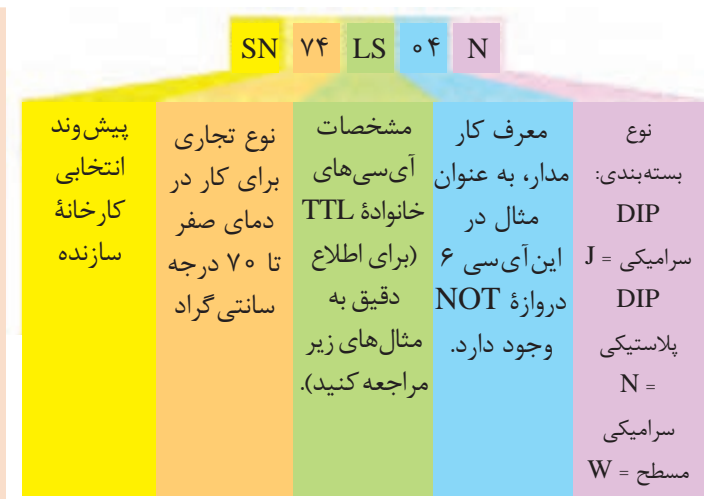 SN ۷۴ LS ۰۴ N
پیش‌وند
انتخابی
کارخانهٔ
سازنده
نوع تجاری
برای کار در
دمای صفر
تا ۷۰ درجه
سانتی‌گراد
مشخصات
آی‌سی‌های
خانوادهٔ TTL
(برای اطلاع
دقیق به
مثال‌های زیر
مراجعه کنید).
معرف کار
مدار، به عنوان
مثال در
این آی‌سی ۶
دروازهٔ NOT
وجود دارد.
نوع
بسته‌بندی:
DIP
سرامیکی = J
DIP
پلاستیکی
= N
سرامیکی
مسطح = W